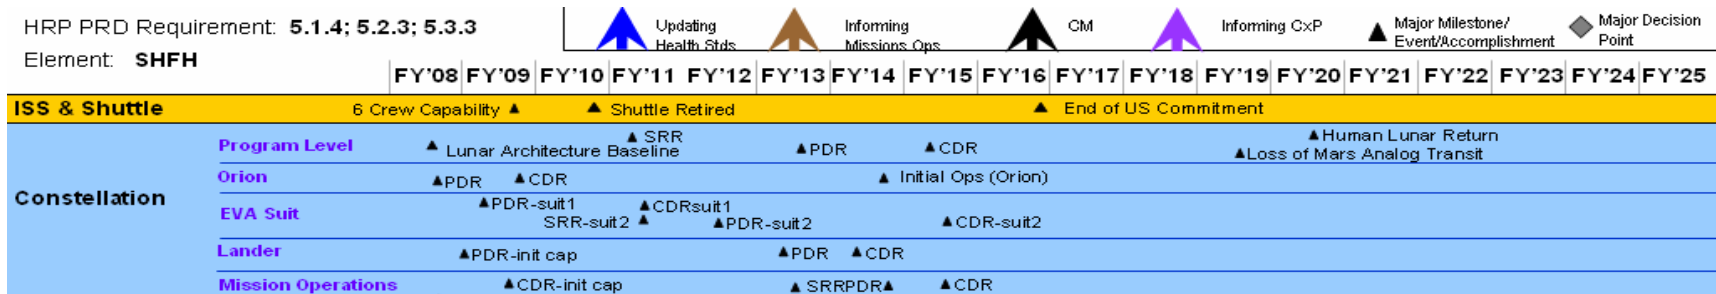 HRP PRD Requirement: 5.1.4; 5.2.3; 5.3.3
Element: SHFH
Updating
Health Stds
Informing
Missions Ops
CM
Informing CxP
Major Milestone/
Event/Accomplishment
Major Decision
Point
FY'08 FY'09 FY'10 FY'11 FY'12 FY'13 FY'14 FY'15 FY'16 FY'17 FY'18 FY'19 FY'20 FY'21 FY'22 FY'23 FY'24 FY'25
ISS & Shuttle 6 Crew Capability Shuttle Retired End of US Commitment
Constellation
Program Level Lunar Architecture Baseline SRR PDR CDR Human Lunar Return
Loss of Mars Analog Transit
Orion PDR CDR Initial Ops (Orion)
EVA Suit PDR-suit1 CDRsuit1
SRR-suit2 PDR-suit2 CDR-suit2
Lander PDR-init cap PDR CDR
Mission Operations CDR-init cap SRR PDR CDR